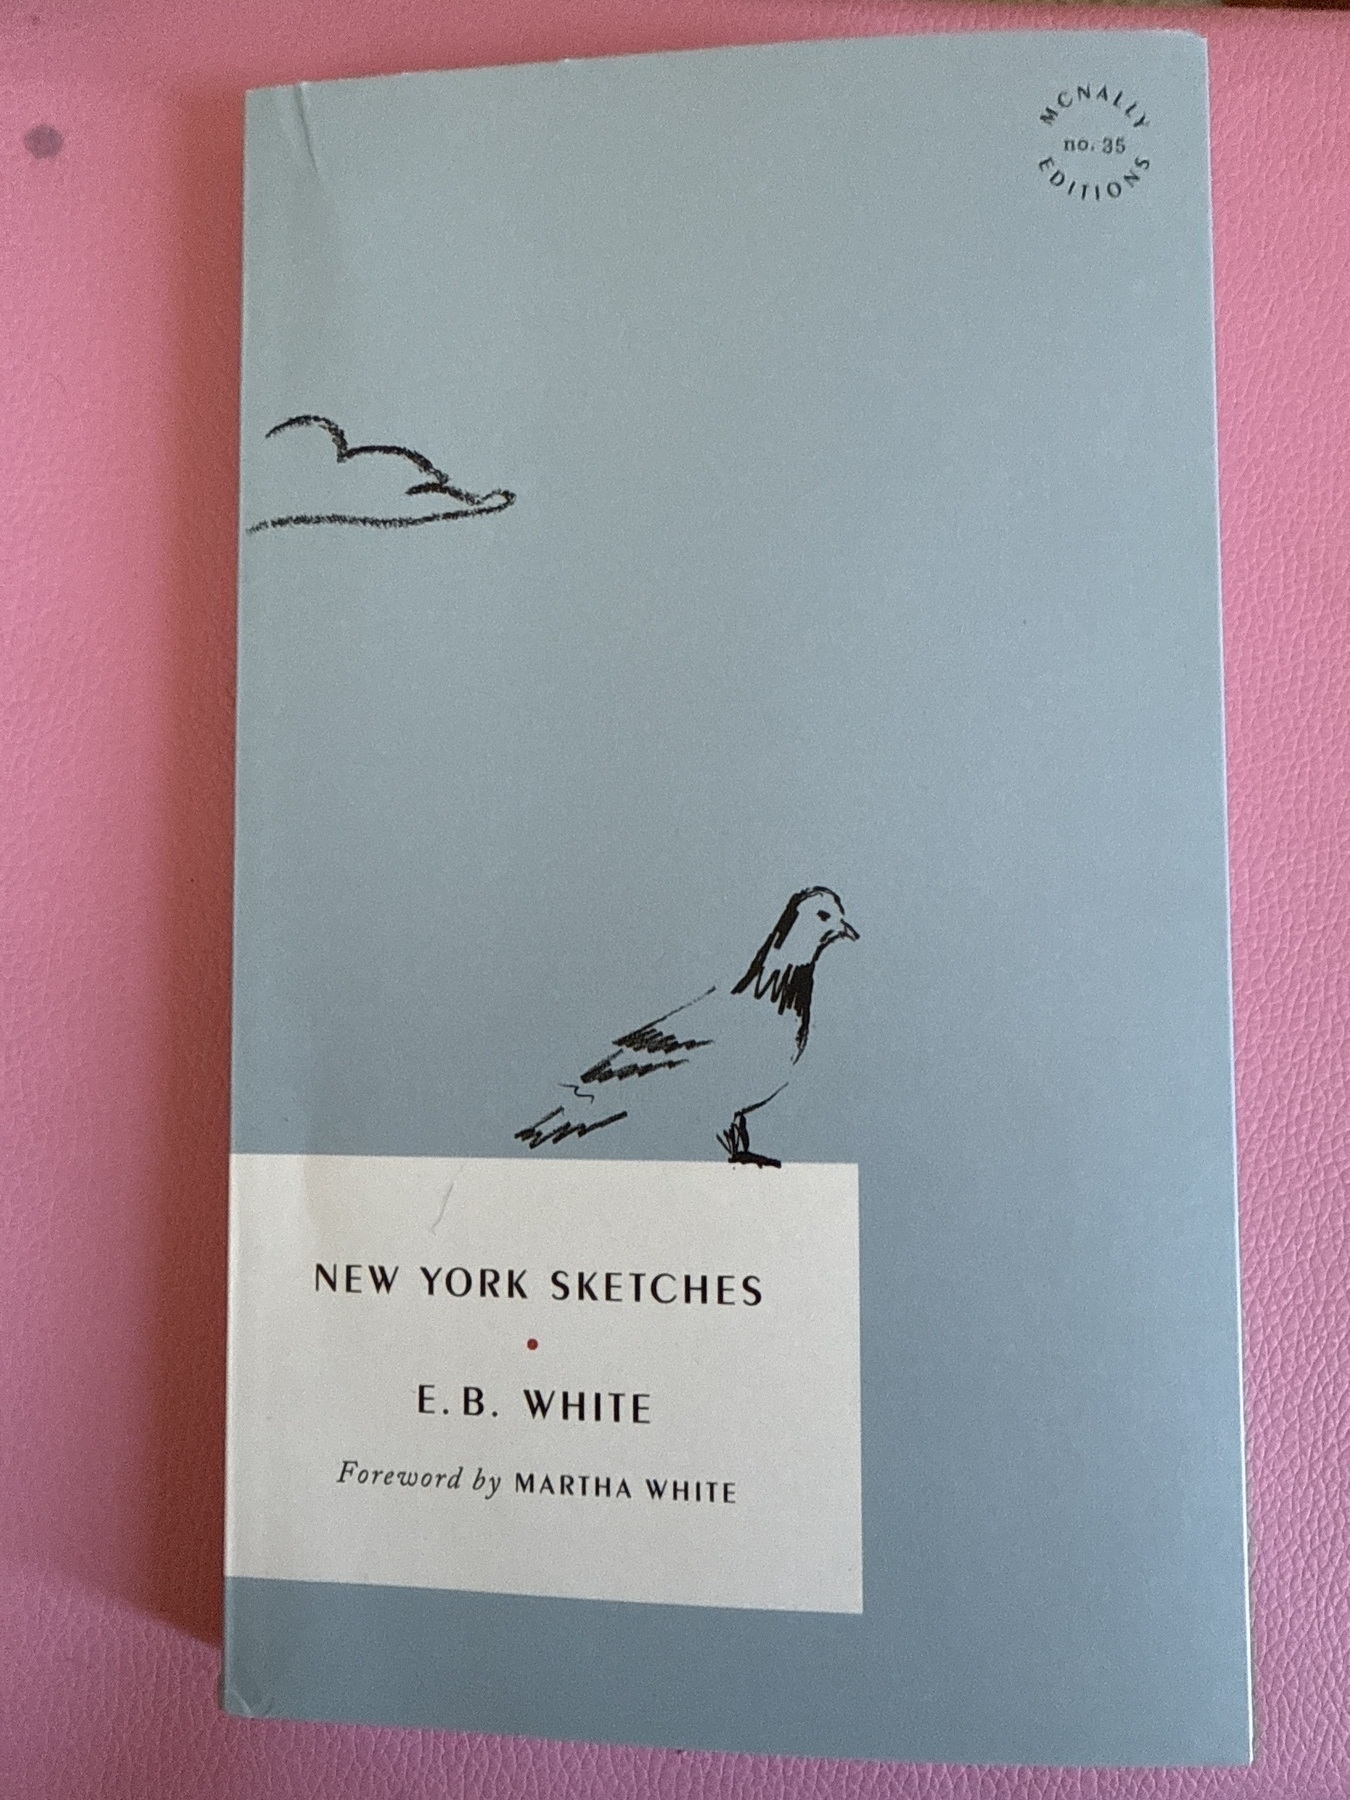 MCNALLY
no. 35
EDITIONS
NEW YORK SKETCHES
E. B. WHITE
Foreword by MARTHA WHITE